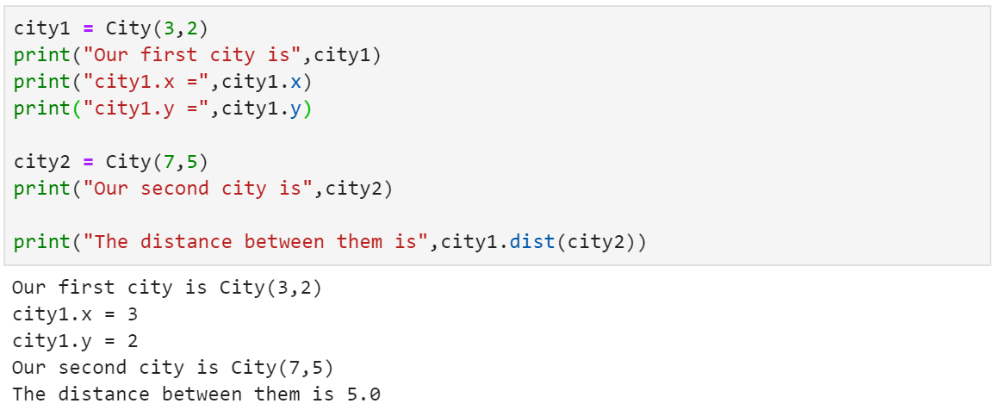 city1 = City(3,2)
print("Our first city is",city1)
print("city1.x =",city1.x)
print("city1.y =",city1.y)
city2 = City(7,5)
print("Our second city is",city2)
print("The distance between them is",city1.dist(city2))
Our first city is City(3,2)
city1.x = 3
city1.y = 2
Our second city is City(7,5)
The distance between them is 5.0